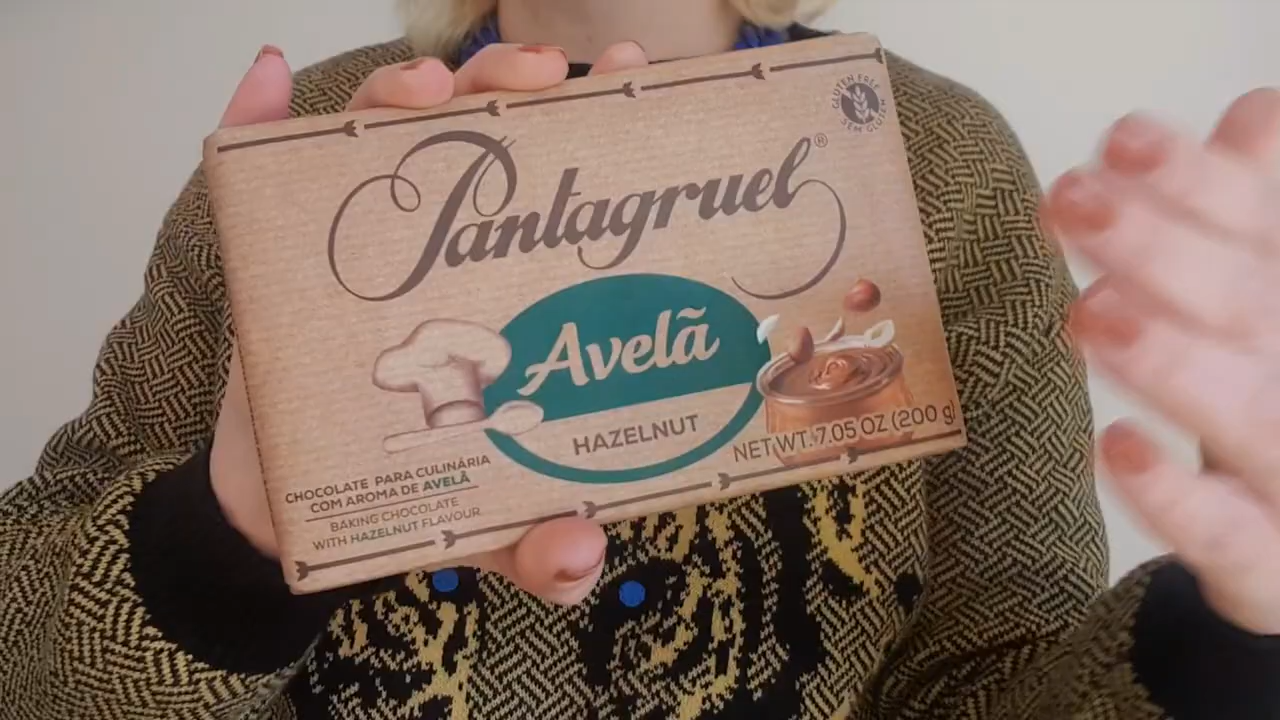 GLUTEN FREE
SEM GLUTEN
Pantagruel®
Avelã
HAZELNUT
NET WT. 7.05 OZ (200 g)
CHOCOLATE PARA CULINÁRIA
COM AROMA DE AVELÃ
BAKING CHOCOLATE
WITH HAZELNUT FLAVOUR